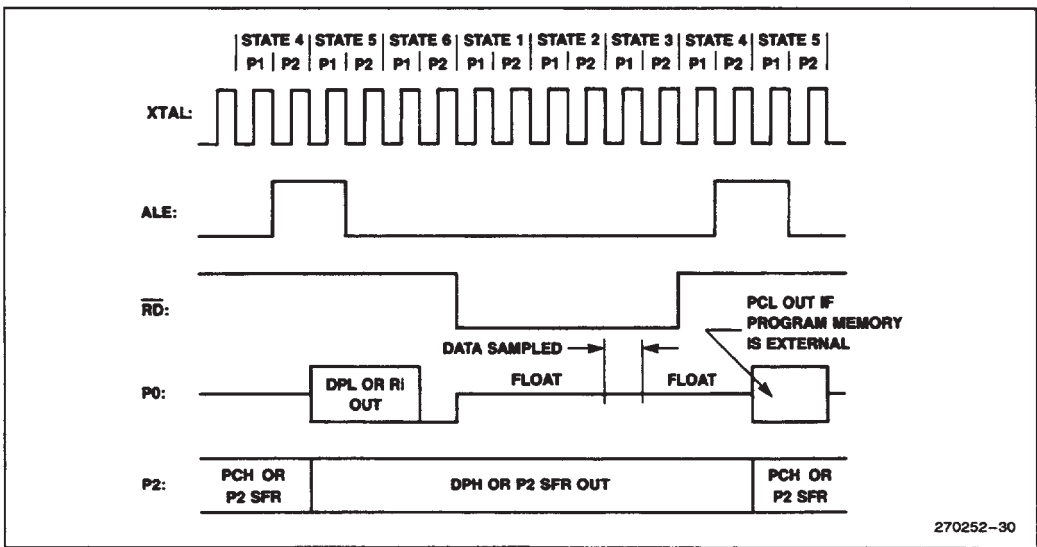 STATE 4 | STATE 5 | STATE 6 | STATE 1 | STATE 2 | STATE 3 | STATE 4 | STATE 5
P1 | P2 | P1 | P2 | P1 | P2 | P1 | P2 | P1 | P2 | P1 | P2 | P1 | P2 | P1 | P2
XTAL:
ALE:
RD:
PCL OUT IF
PROGRAM MEMORY
IS EXTERNAL
DATA SAMPLED
P0:
DPL OR Ri
OUT
FLOAT
FLOAT
P2:
PCH OR
P2 SFR
DPH OR P2 SFR OUT
PCH OR
P2 SFR
270252-30